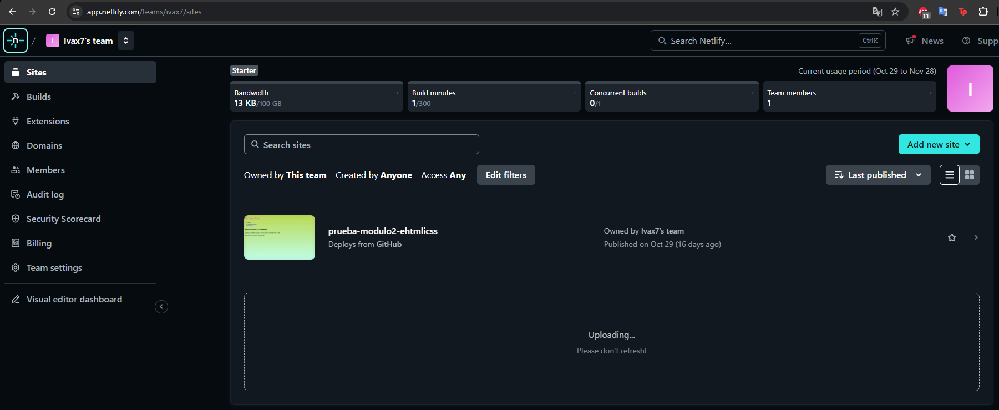 app.netlify.com/teams/ivax7/sites
11
Tp
n / I Ivax7's team
Search Netlify... Ctrl K
News
Supp
Sites
Builds
Extensions
Domains
Members
Audit log
Security Scorecard
Billing
Team settings
Visual editor dashboard
Starter
Current usage period (Oct 29 to Nov 28)
Bandwidth
13 KB/100 GB
Build minutes
1/300
Concurrent builds
0/1
Team members
1
I
Search sites
Add new site
Owned by This team Created by Anyone Access Any Edit filters
Last published
prueba-modulo2-ehtmlicss
Deploys from GitHub
Owned by Ivax7's team
Published on Oct 29 (16 days ago)
Uploading...
Please don't refresh!